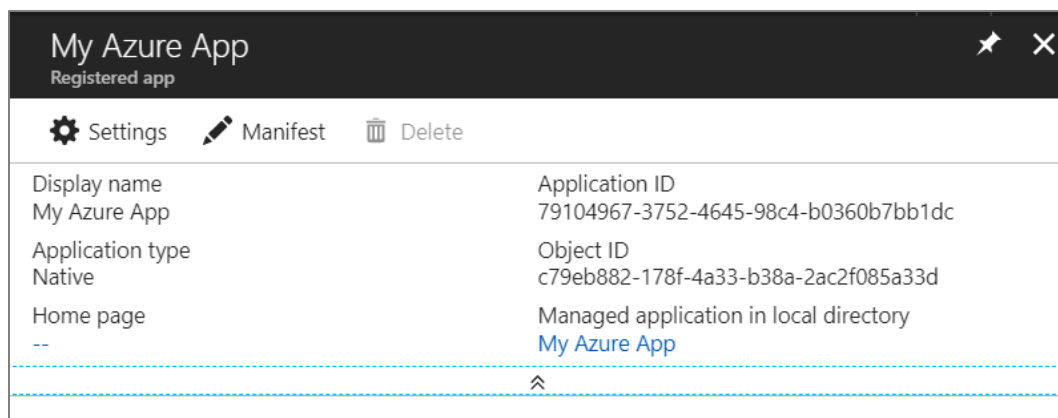 My Azure App
Registered app
Settings Manifest Delete
Display name
My Azure App
Application ID
79104967-3752-4645-98c4-b0360b7bb1dc
Application type
Native
Object ID
c79eb882-178f-4a33-b38a-2ac2f085a33d
Home page
--
Managed application in local directory
My Azure App